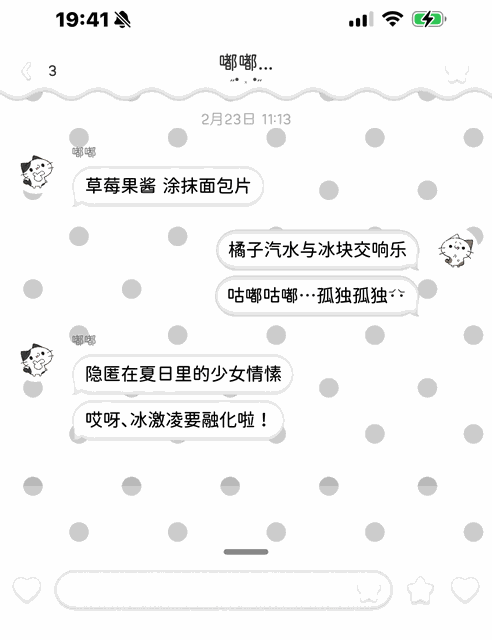 19:41
3
嘟嘟...
2月23日 11:13
嘟嘟
草莓果酱 涂抹面包片
橘子汽水与冰块交响乐
咕嘟咕嘟…孤独孤独
嘟嘟
隐匿在夏日里的少女情愫
哎呀、冰激凌要融化啦！